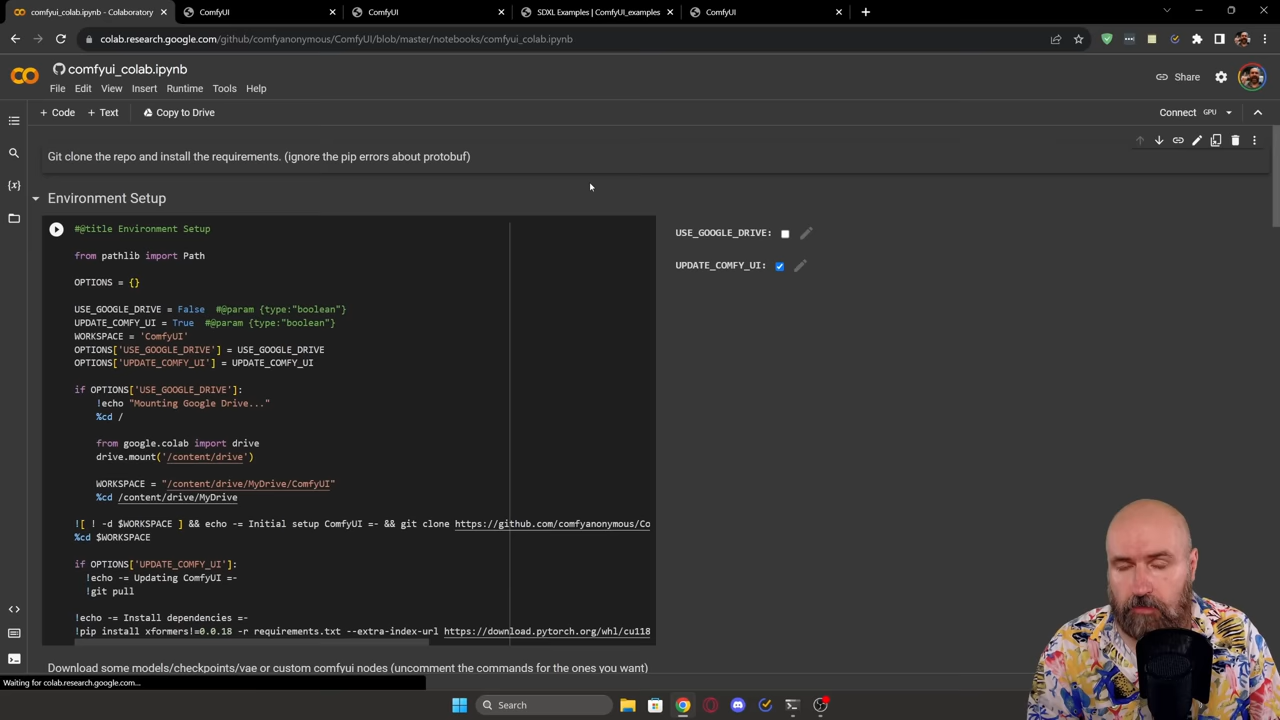 comfyui_colab.ipynb - Colaboratory
ComfyUI
ComfyUI
SDXL Examples | ComfyUI_examples
ComfyUI
colab.research.google.com/github/comfyanonymous/ComfyUI/blob/master/notebooks/comfyui_colab.ipynb
comfyui_colab.ipynb
Share
File Edit View Insert Runtime Tools Help
+ Code + Text Copy to Drive
Connect GPU
Git clone the repo and install the requirements. (ignore the pip errors about protobuf)
Environment Setup
#@title Environment Setup
USE_GOOGLE_DRIVE:
from pathlib import Path
UPDATE_COMFY_UI:
OPTIONS = {}
USE_GOOGLE_DRIVE = False #@param {type:"boolean"}
UPDATE_COMFY_UI = True #@param {type:"boolean"}
WORKSPACE = 'ComfyUI'
OPTIONS['USE_GOOGLE_DRIVE'] = USE_GOOGLE_DRIVE
OPTIONS['UPDATE_COMFY_UI'] = UPDATE_COMFY_UI
if OPTIONS['USE_GOOGLE_DRIVE']:
!echo "Mounting Google Drive..."
%cd /
from google.colab import drive
drive.mount('/content/drive')
WORKSPACE = "/content/drive/MyDrive/ComfyUI"
%cd /content/drive/MyDrive
![ ! -d $WORKSPACE ] && echo -= Initial setup ComfyUI =- && git clone https://github.com/comfyanonymous/Co
%cd $WORKSPACE
if OPTIONS['UPDATE_COMFY_UI']:
!echo -= Updating ComfyUI =-
!git pull
!echo -= Install dependencies =-
!pip install xformers!=0.0.18 -r requirements.txt --extra-index-url https://download.pytorch.org/whl/cu118
Download some models/checkpoints/vae or custom comfyui nodes (uncomment the commands for the ones you want)
Waiting for colab.research.google.com...
Search